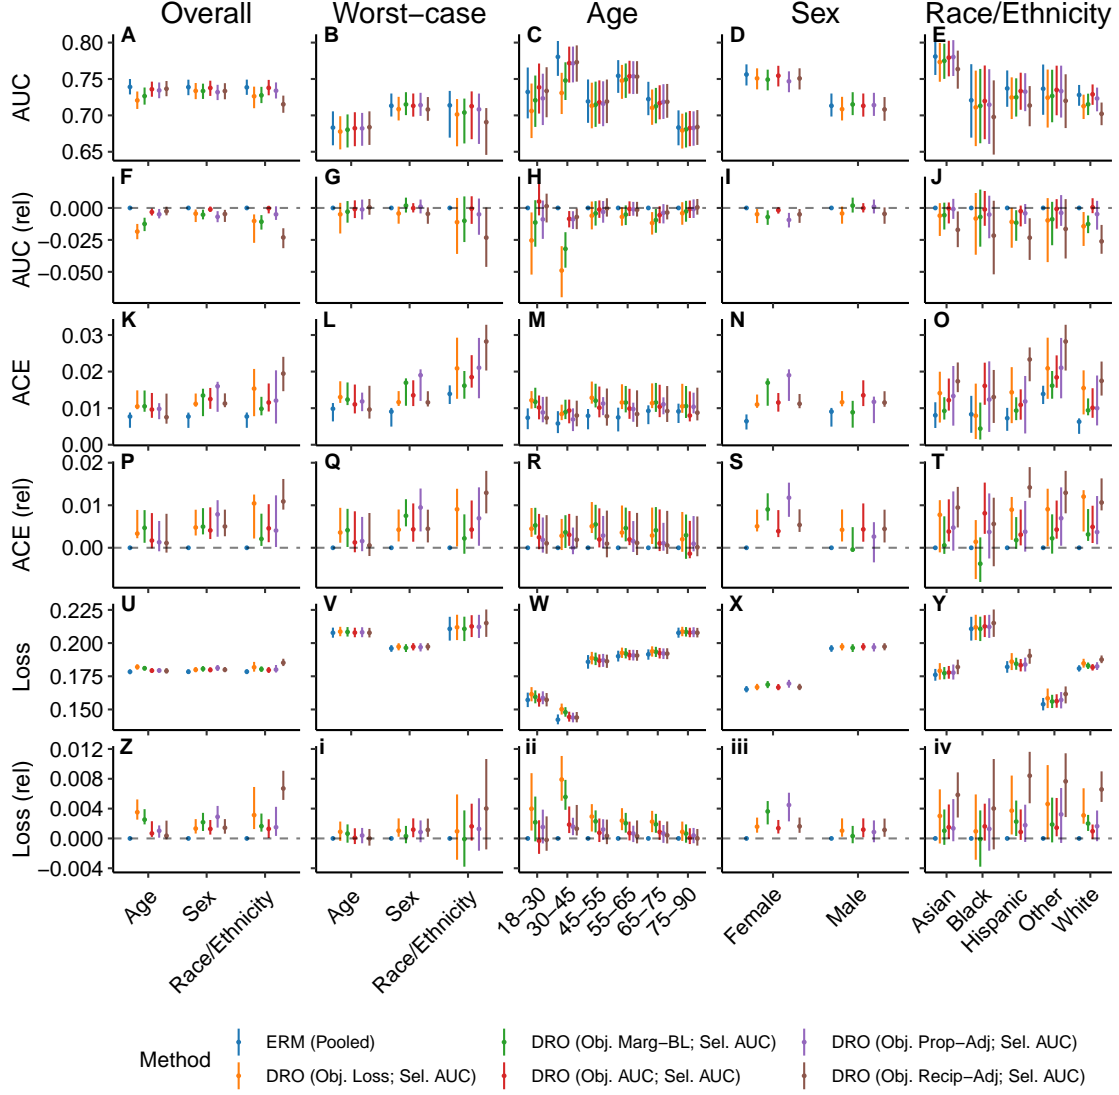 Overall Worst−case Age Sex Race/Ethnicity
A B C D E
AUC
0.80
0.75
0.70
0.65
F G H I J
AUC (rel)
0.000
−0.025
−0.050
K L M N O
ACE
0.03
0.02
0.01
0.00
P Q R S T
ACE (rel)
0.02
0.01
0.00
U V W X Y
Loss
0.225
0.200
0.175
0.150
Z i ii iii iv
Loss (rel)
0.012
0.008
0.004
0.000
−0.004
Age Sex Race/Ethnicity
Age Sex Race/Ethnicity
18−30 30−45 45−55 55−65 65−75 75−90
Female Male
Asian Black Hispanic Other White
Method
ERM (Pooled) DRO (Obj. Marg−BL; Sel. AUC) DRO (Obj. Prop−Adj; Sel. AUC)
DRO (Obj. Loss; Sel. AUC) DRO (Obj. AUC; Sel. AUC) DRO (Obj. Recip−Adj; Sel. AUC)